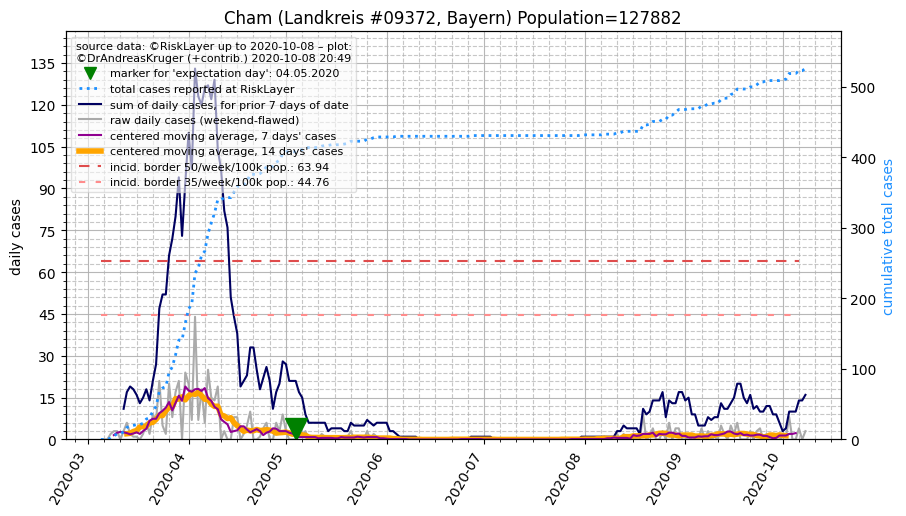 Cham (Landkreis #09372, Bayern) Population=127882
source data: ©RiskLayer up to 2020-10-08 – plot:
©DrAndreasKruger (+contrib.) 2020-10-08 20:49
marker for 'expectation day': 04.05.2020
total cases reported at RiskLayer
sum of daily cases, for prior 7 days of date
raw daily cases (weekend-flawed)
centered moving average, 7 days' cases
centered moving average, 14 days' cases
incid. border 50/week/100k pop.: 63.94
incid. border 35/week/100k pop.: 44.76
daily cases
135
120
105
90
75
60
45
30
15
0
cumulative total cases
500
400
300
200
100
0
2020-03
2020-04
2020-05
2020-06
2020-07
2020-08
2020-09
2020-10